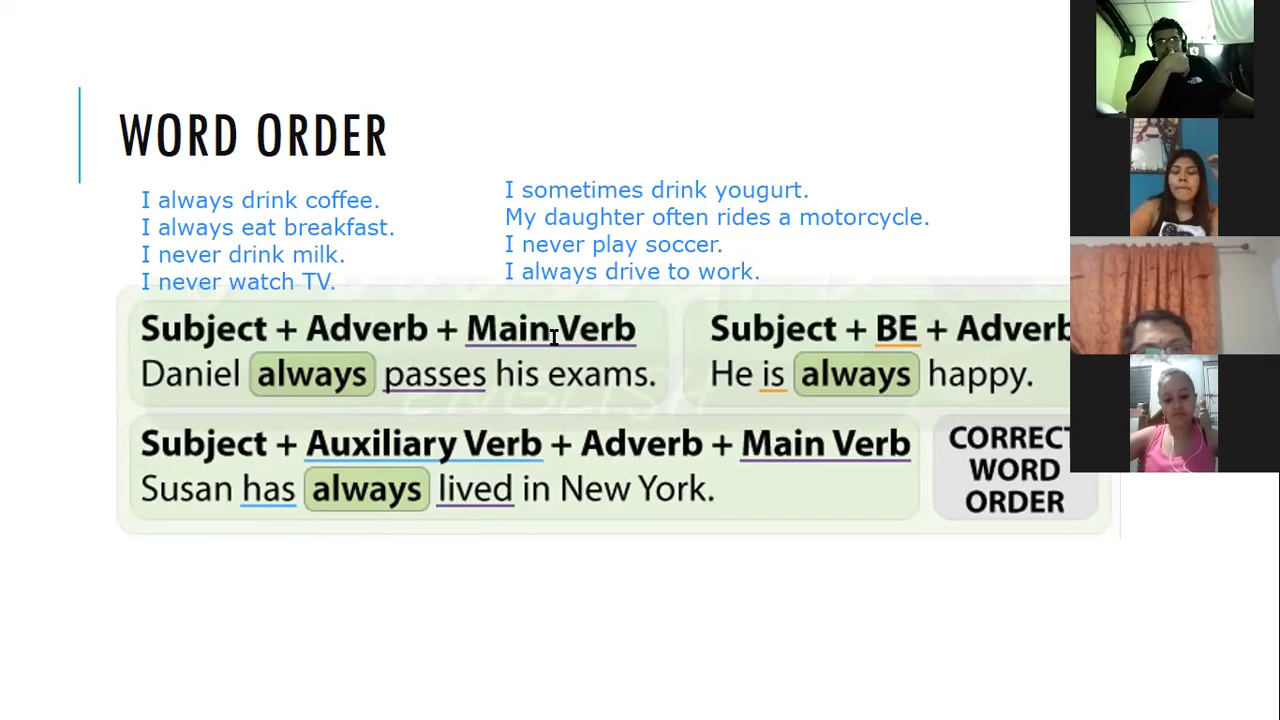 WORD ORDER
I always drink coffee.
I always eat breakfast.
I never drink milk.
I never watch TV.
I sometimes drink yougurt.
My daughter often rides a motorcycle.
I never play soccer.
I always drive to work.
Subject + Adverb + Main Verb
Daniel always passes his exams.
Subject + BE + Adverb
He is always happy.
Subject + Auxiliary Verb + Adverb + Main Verb
Susan has always lived in New York.
CORRECT
WORD
ORDER
ENGLISH